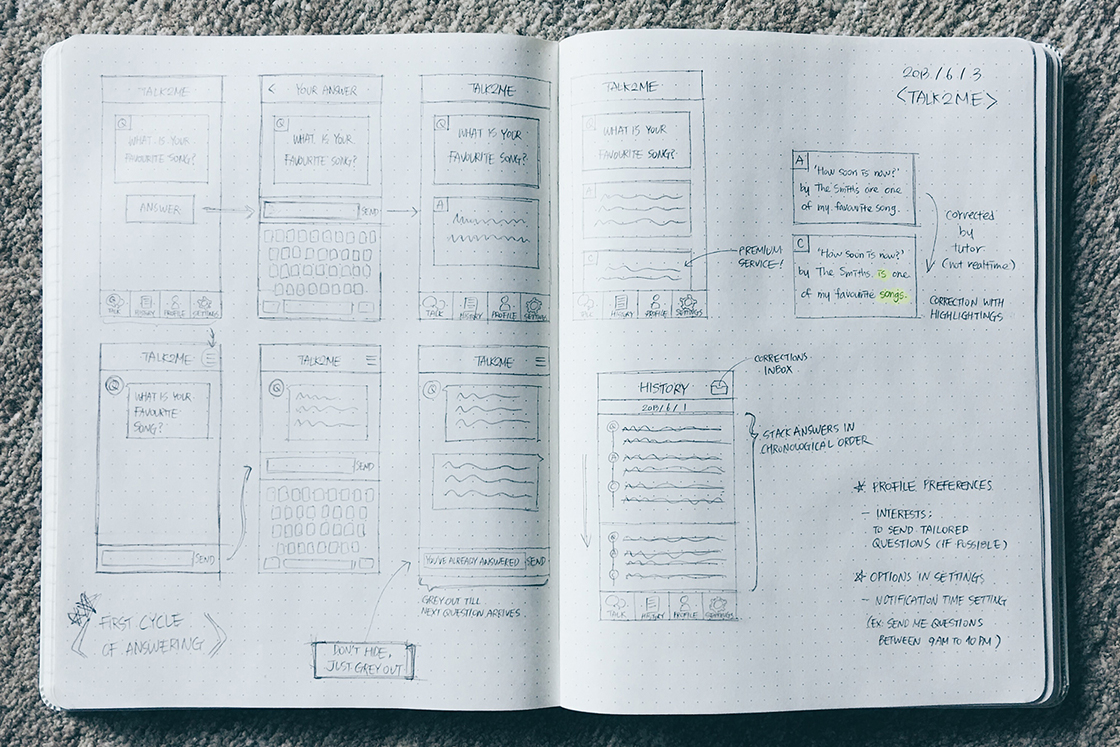 TALK2ME
Q
WHAT IS YOUR
FAVOURITE SONG?
ANSWER
TALK
HISTORY
PROFILE
SETTINGS
< YOUR ANSWER
Q
WHAT IS YOUR
FAVOURITE SONG?
SEND
TALK2ME
Q
WHAT IS YOUR
FAVOURITE SONG?
A
TALK
HISTORY
PROFILE
SETTINGS
TALK2ME
Q
WHAT IS YOUR
FAVOURITE SONG?
SEND
TALK2ME
Q
SEND
TALK2ME
Q
YOU'VE ALREADY ANSWERED
SEND
GREY OUT TILL
NEXT QUESTION ARRIVES.
DON'T HIDE,
JUST GREY OUT
FIRST CYCLE
OF ANSWERING
TALK2ME
Q
WHAT IS YOUR
FAVOURITE SONG?
A
C
PREMIUM
SERVICE!
TALK
HISTORY
PROFILE
SETTINGS
2013/6/3
<TALK2ME>
A
'How soon is now?'
by The Smiths are one
of my favourite song.
C
'How soon is now?'
by The Smiths. is one
of my favourite songs.
corrected
by
tutor
(not realtime)
CORRECTION WITH
HIGHLIGHTINGS
CORRECTIONS
INBOX
HISTORY
2013/6/1
Q
A
C
Q
A
C
STACK ANSWERS IN
CHRONOLOGICAL ORDER
TALK
HISTORY
PROFILE
SETTINGS
* PROFILE PREFERENCES
- INTERESTS:
TO SEND TAILORED
QUESTIONS (IF POSSIBLE)
* OPTIONS IN SETTINGS
- NOTIFICATION TIME SETTING
(EX: SEND ME QUESTIONS
BETWEEN 9 AM TO 10 PM)